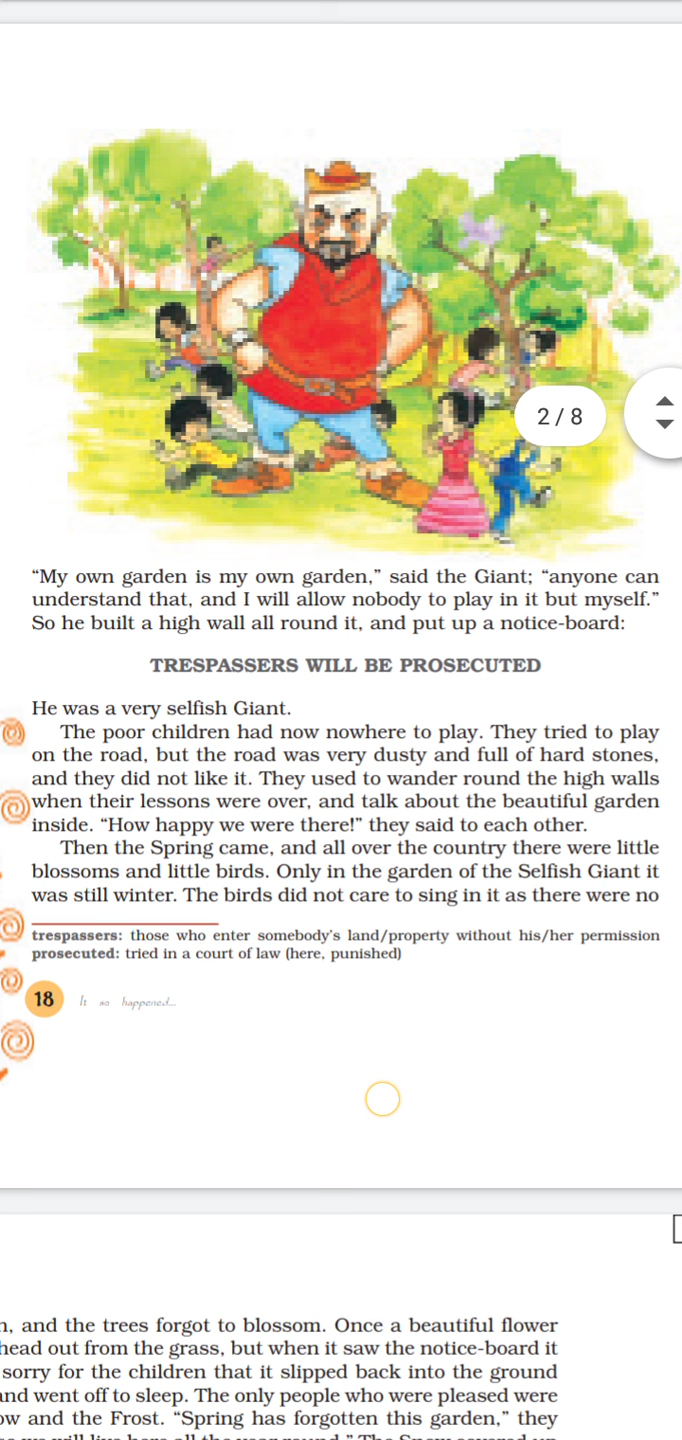 2 / 8
“My own garden is my own garden,” said the Giant; “anyone can
understand that, and I will allow nobody to play in it but myself.”
So he built a high wall all round it, and put up a notice-board:
TRESPASSERS WILL BE PROSECUTED
He was a very selfish Giant.
The poor children had now nowhere to play. They tried to play
on the road, but the road was very dusty and full of hard stones,
and they did not like it. They used to wander round the high walls
when their lessons were over, and talk about the beautiful garden
inside. “How happy we were there!” they said to each other.
Then the Spring came, and all over the country there were little
blossoms and little birds. Only in the garden of the Selfish Giant it
was still winter. The birds did not care to sing in it as there were no
trespassers: those who enter somebody’s land/property without his/her permission
prosecuted: tried in a court of law (here, punished)
18 It so happened...
, and the trees forgot to blossom. Once a beautiful flower
head out from the grass, but when it saw the notice-board it
sorry for the children that it slipped back into the ground
and went off to sleep. The only people who were pleased were
and the Frost. “Spring has forgotten this garden,” they